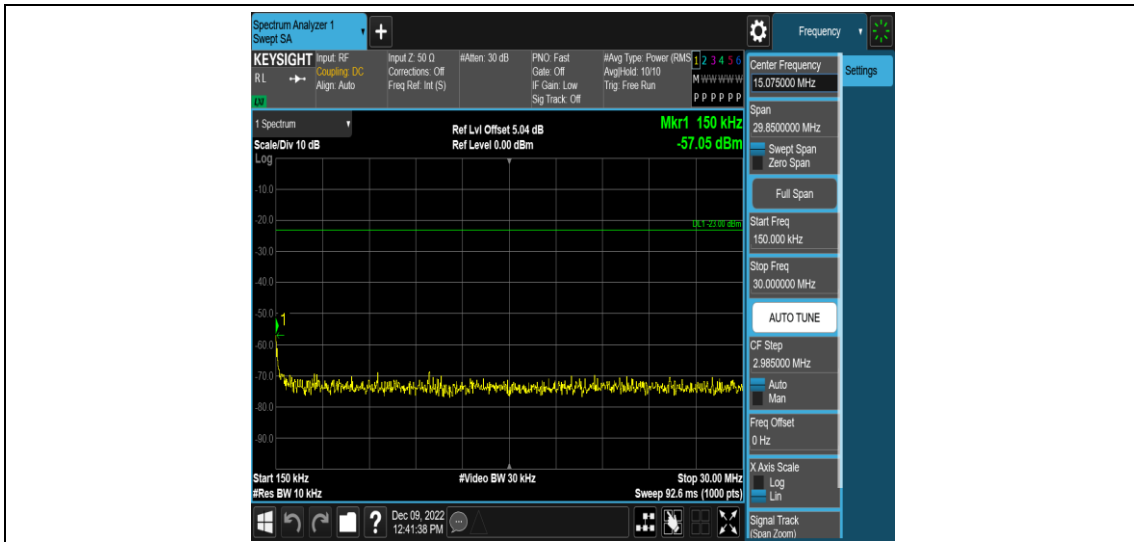 Spectrum Analyzer 1
Swept SA
Frequency
KEYSIGHT
RL
LM
Input: RF
Coupling: DC
Align: Auto
Input Z: 50 Ω
Corrections: Off
Freq Ref: Int (S)
#Atten: 30 dB
PNO: Fast
Gate: Off
IF Gain: Low
Sig Track: Off
#Avg Type: Power (RMS
Avg|Hold: 10/10
Trig: Free Run
1 2 3 4 5 6
M W W W W W
P P P P P P
1 Spectrum
Scale/Div 10 dB
Log
Ref Lvl Offset 5.04 dB
Ref Level 0.00 dBm
Mkr1 150 kHz
-57.05 dBm
-10.0
-20.0
DL1 -23.00 dBm
-30.0
-40.0
-50.0
1
-60.0
-70.0
-80.0
-90.0
Start 150 kHz
#Res BW 10 kHz
#Video BW 30 kHz
Stop 30.00 MHz
Sweep 92.6 ms (1000 pts)
Dec 09, 2022
12:41:38 PM
Center Frequency
15.075000 MHz
Settings
Span
29.8500000 MHz
Swept Span
Zero Span
Full Span
Start Freq
150.000 kHz
Stop Freq
30.000000 MHz
AUTO TUNE
CF Step
2.985000 MHz
Auto
Man
Freq Offset
0 Hz
X Axis Scale
Log
Lin
Signal Track
(Span Zoom)